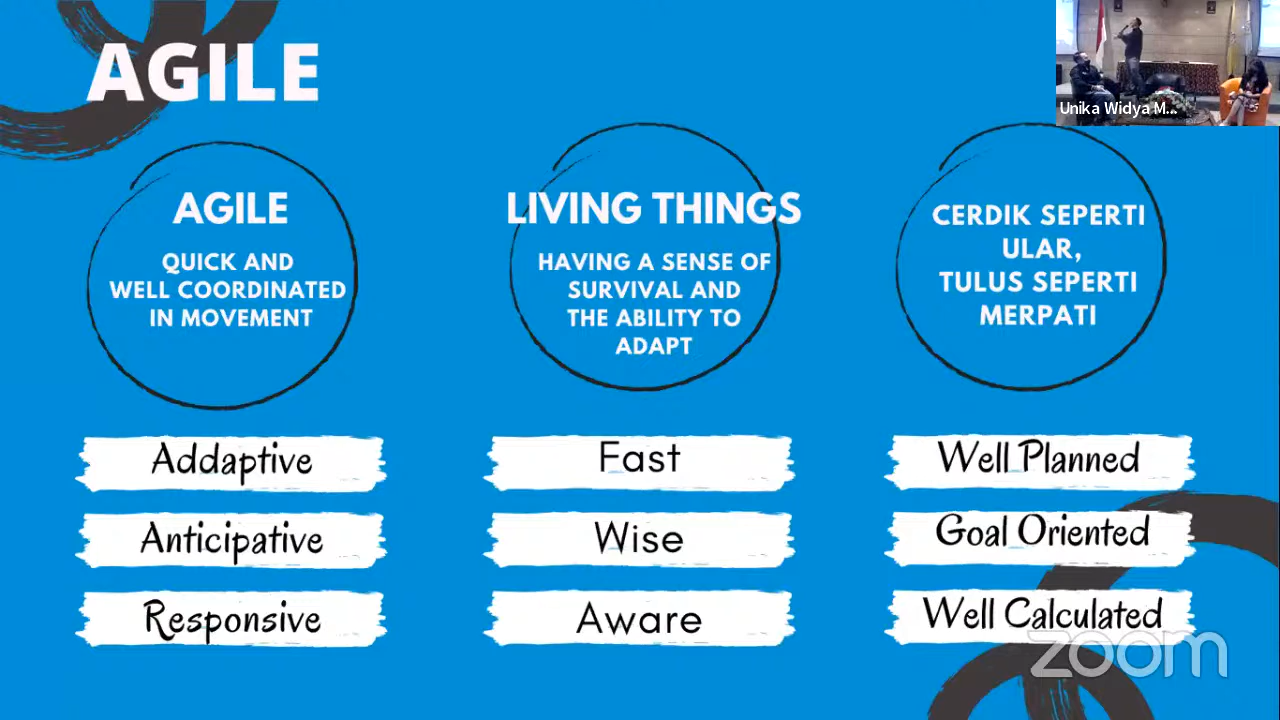 AGILE
Unika Widya M...
AGILE
QUICK AND
WELL COORDINATED
IN MOVEMENT
LIVING THINGS
HAVING A SENSE OF
SURVIVAL AND
THE ABILITY TO
ADAPT
CERDIK SEPERTI
ULAR,
TULUS SEPERTI
MERPATI
Addaptive
Anticipative
Responsive
Fast
Wise
Aware
Well Planned
Goal Oriented
Well Calculated
zoom